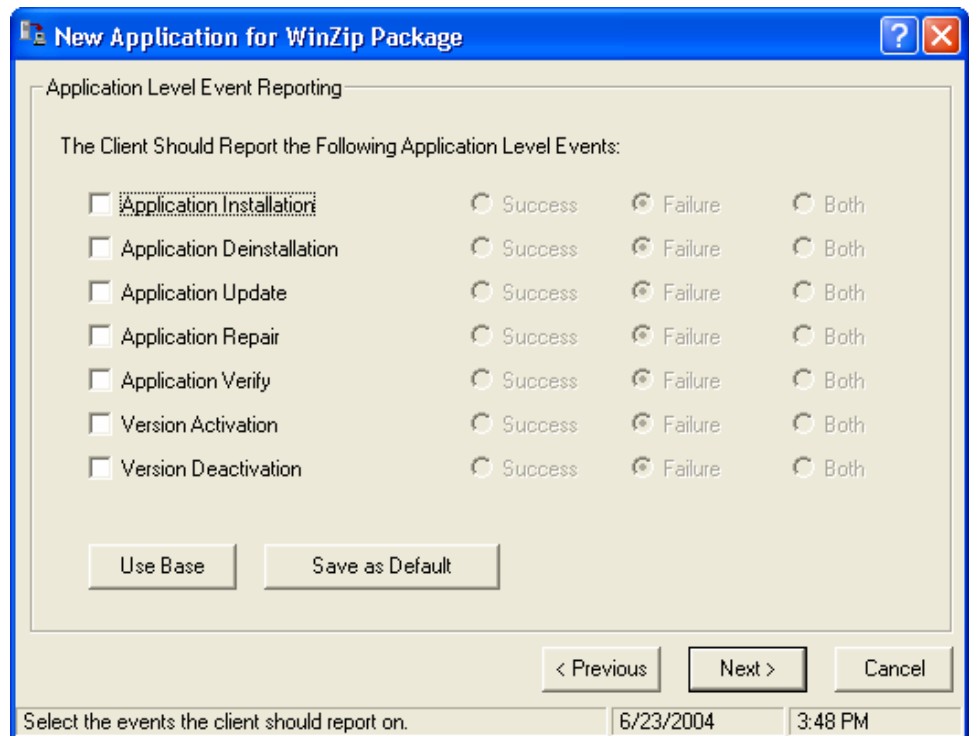 New Application for WinZip Package
Application Level Event Reporting
The Client Should Report the Following Application Level Events:
Application Installation Success Failure Both
Application Deinstallation Success Failure Both
Application Update Success Failure Both
Application Repair Success Failure Both
Application Verify Success Failure Both
Version Activation Success Failure Both
Version Deactivation Success Failure Both
Use Base Save as Default
< Previous Next > Cancel
Select the events the client should report on. 6/23/2004 3:48 PM